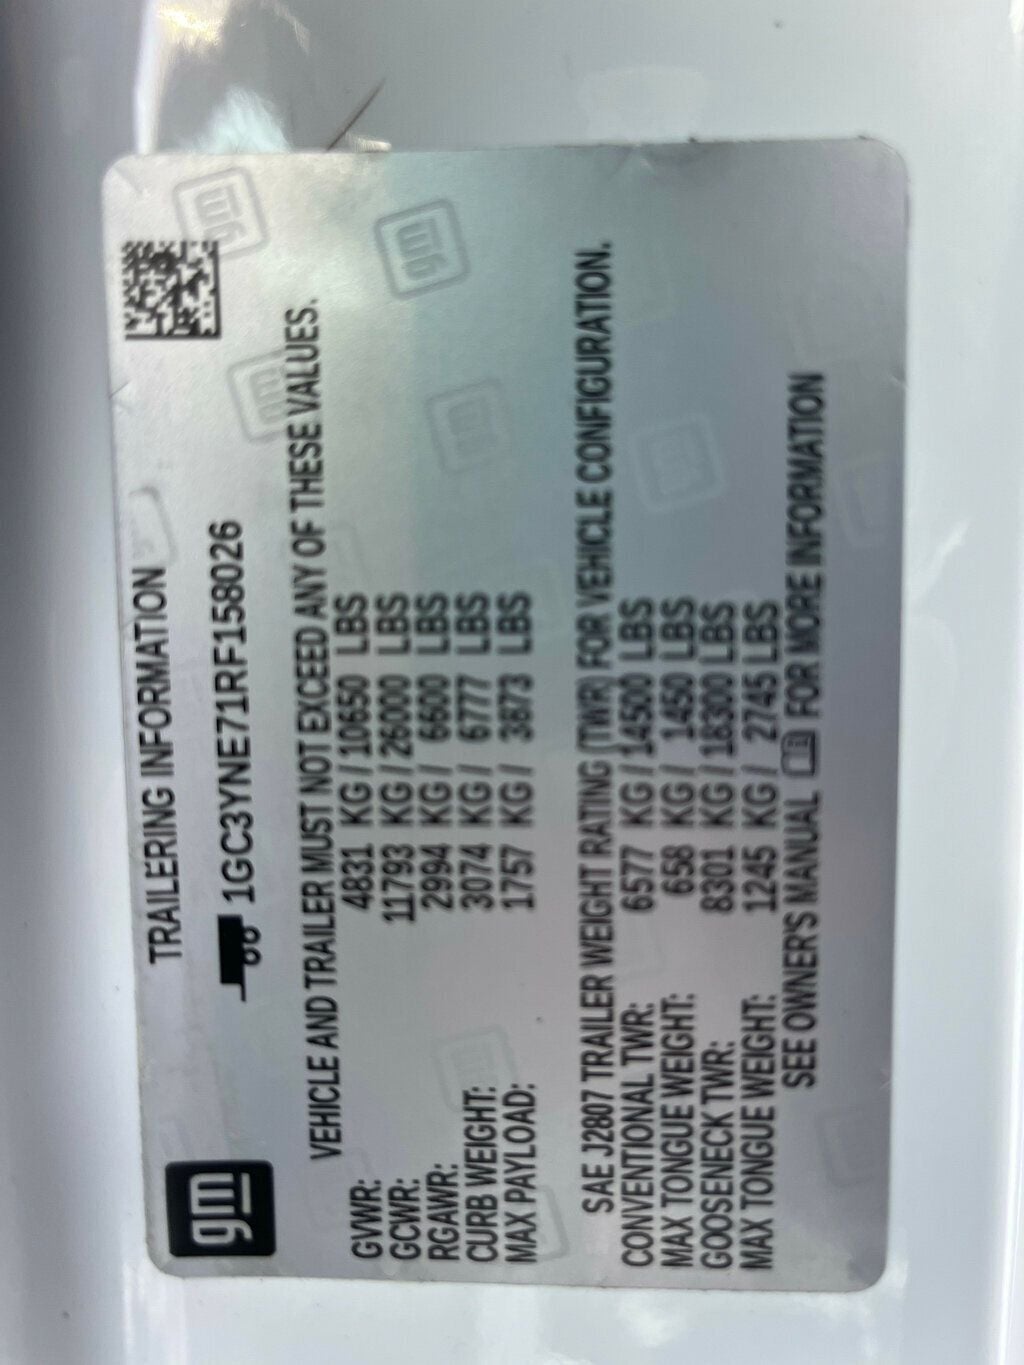 gm
TRAILERING INFORMATION
1GC3YNE71RF158026
VEHICLE AND TRAILER MUST NOT EXCEED ANY OF THESE VALUES.
GVWR: 4831 KG / 10650 LBS
GCWR: 11793 KG / 26000 LBS
RGAWR: 2994 KG / 6600 LBS
CURB WEIGHT: 3074 KG / 6777 LBS
MAX PAYLOAD: 1757 KG / 3873 LBS
SAE J2807 TRAILER WEIGHT RATING (TWR) FOR VEHICLE CONFIGURATION.
CONVENTIONAL TWR: 6577 KG / 14500 LBS
MAX TONGUE WEIGHT: 658 KG / 1450 LBS
GOOSENECK TWR: 8301 KG / 18300 LBS
MAX TONGUE WEIGHT: 1245 KG / 2745 LBS
SEE OWNER'S MANUAL FOR MORE INFORMATION